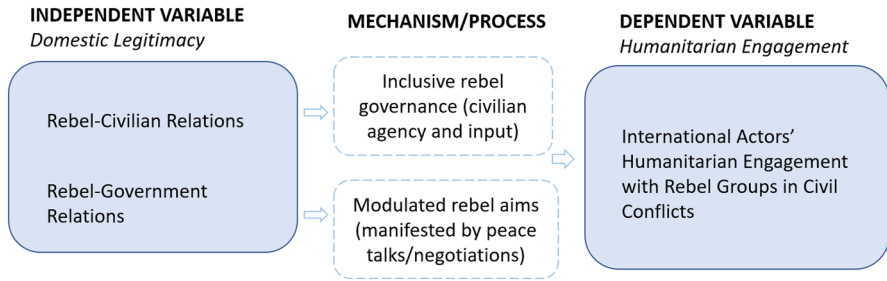 INDEPENDENT VARIABLE
Domestic Legitimacy
Rebel-Civilian Relations
Rebel-Government
Relations
MECHANISM/PROCESS
Inclusive rebel
governance (civilian
agency and input)
Modulated rebel aims
(manifested by peace
talks/negotiations)
DEPENDENT VARIABLE
Humanitarian Engagement
International Actors’
Humanitarian Engagement
with Rebel Groups in Civil
Conflicts